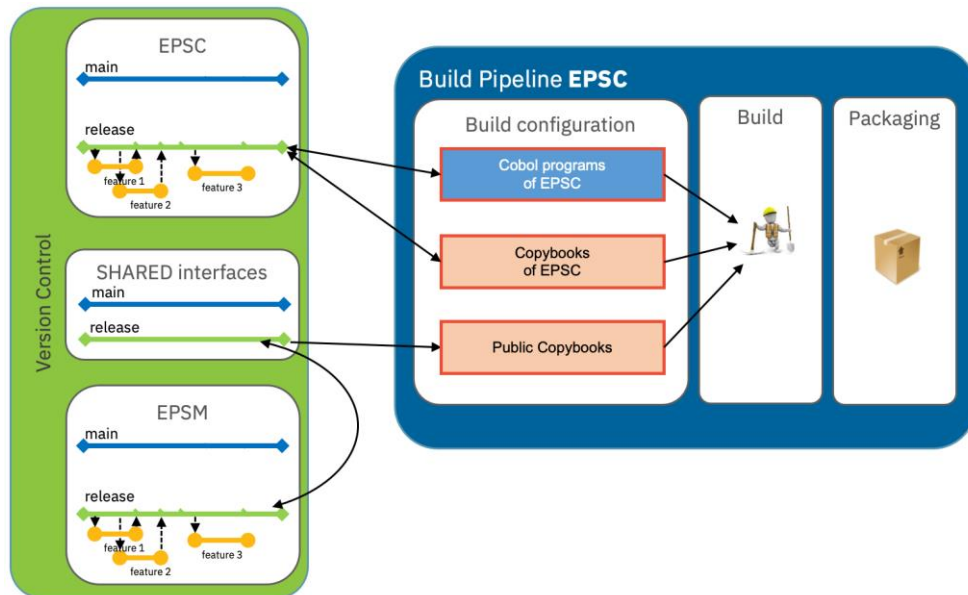 Version Control
EPSC
main
release
feature 1
feature 2
feature 3
SHARED interfaces
main
release
EPSM
main
release
feature 1
feature 2
feature 3
Build Pipeline EPSC
Build configuration
Cobol programs
of EPSC
Copybooks
of EPSC
Public Copybooks
Build
Packaging